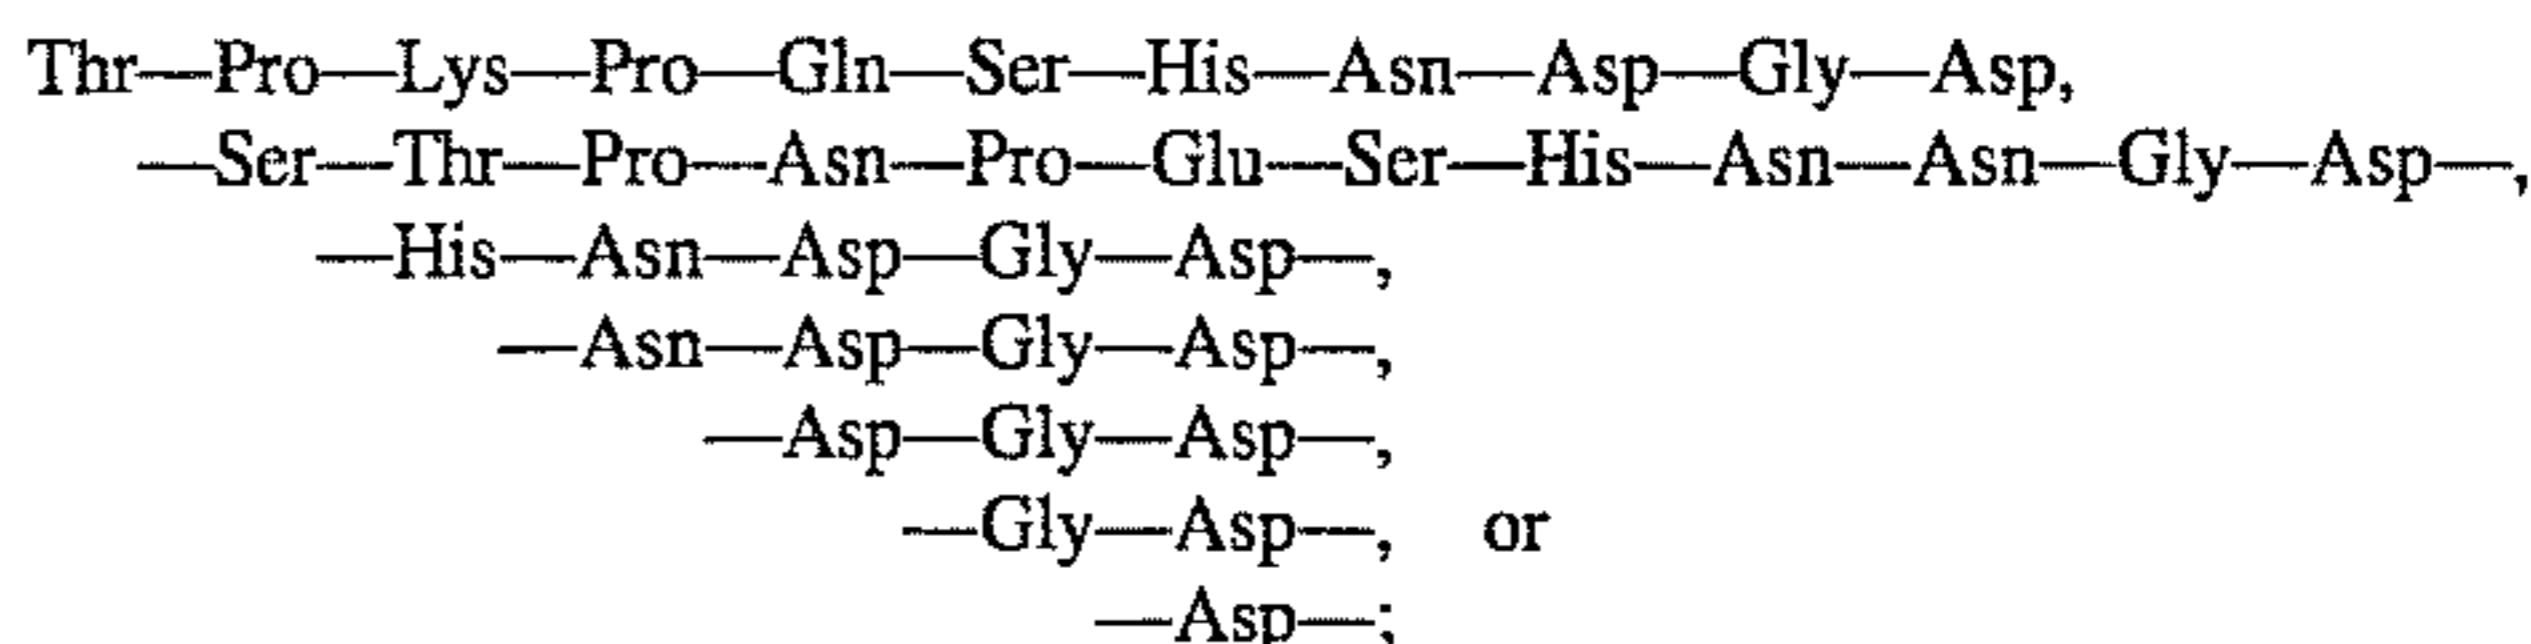 Thr—Pro—Lys—Pro—Gln—Ser—His—Asn—Asp—Gly—Asp,
—Ser—Thr—Pro—Asn—Pro—Glu—Ser—His—Asn—Asn—Gly—Asp—,
—His—Asn—Asp—Gly—Asp—,
—Asn—Asp—Gly—Asp—,
—Asp—Gly—Asp—,
—Gly—Asp—, or
—Asp—;